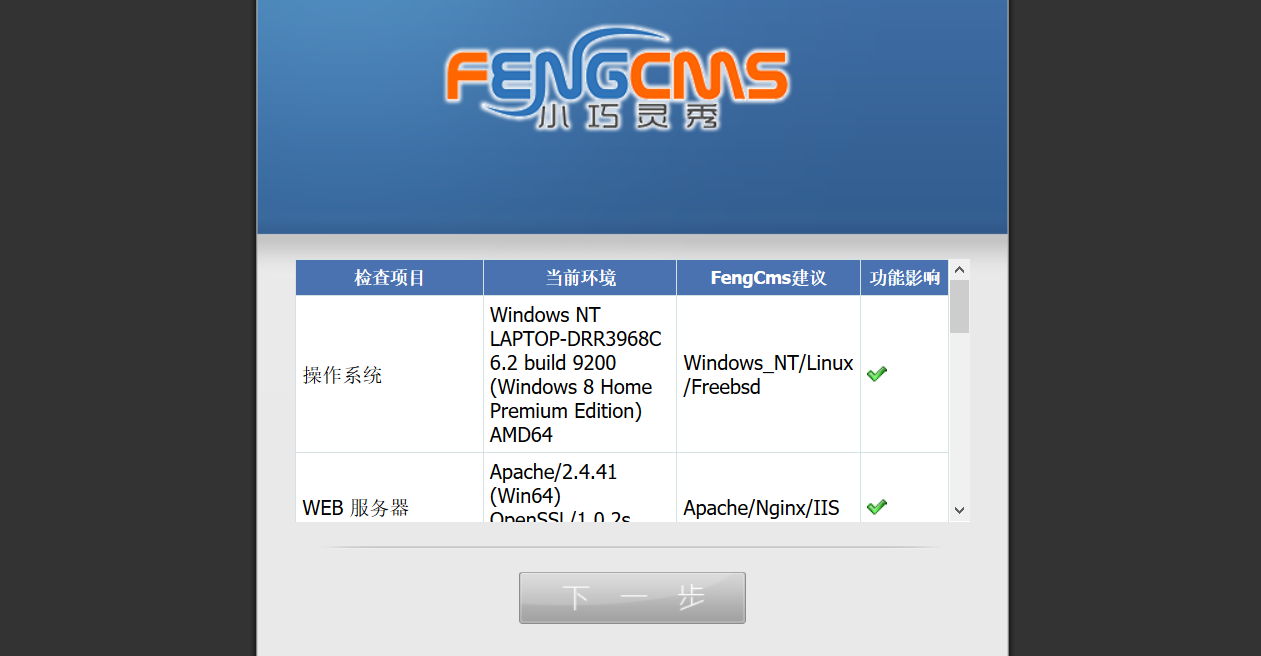 FENGCMS
小巧灵秀
检查项目 当前环境 FengCms建议 功能影响
操作系统
Windows NT
LAPTOP-DRR3968C
6.2 build 9200
(Windows 8 Home
Premium Edition)
AMD64
Windows_NT/Linux
/Freebsd
WEB 服务器
Apache/2.4.41
(Win64)
OpenSSL/1.0.2s
Apache/Nginx/IIS
下一步